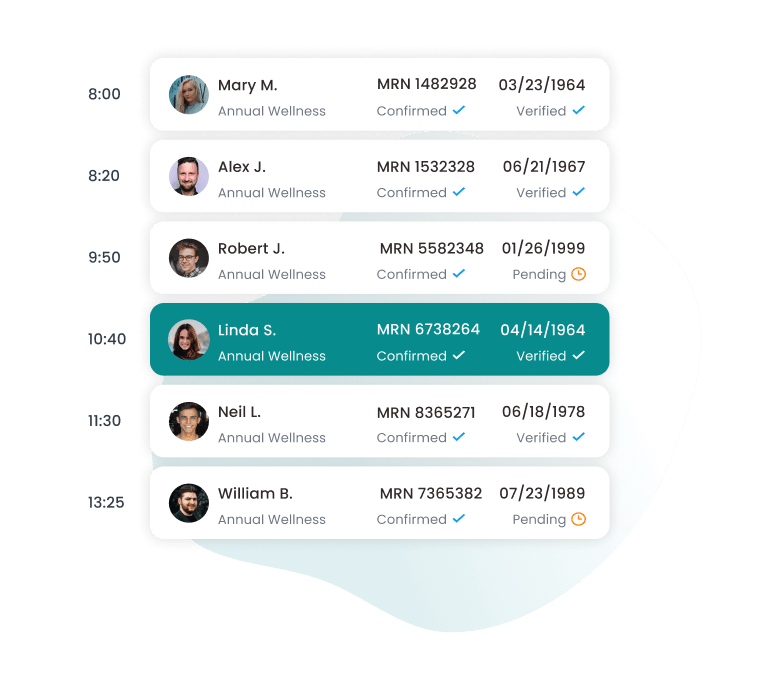 8:00 Mary M. MRN 1482928 03/23/1964
Annual Wellness Confirmed Verified
8:20 Alex J. MRN 1532328 06/21/1967
Annual Wellness Confirmed Verified
9:50 Robert J. MRN 5582348 01/26/1999
Annual Wellness Confirmed Pending
10:40 Linda S. MRN 6738264 04/14/1964
Annual Wellness Confirmed Verified
11:30 Neil L. MRN 8365271 06/18/1978
Annual Wellness Confirmed Verified
13:25 William B. MRN 7365382 07/23/1989
Annual Wellness Confirmed Pending